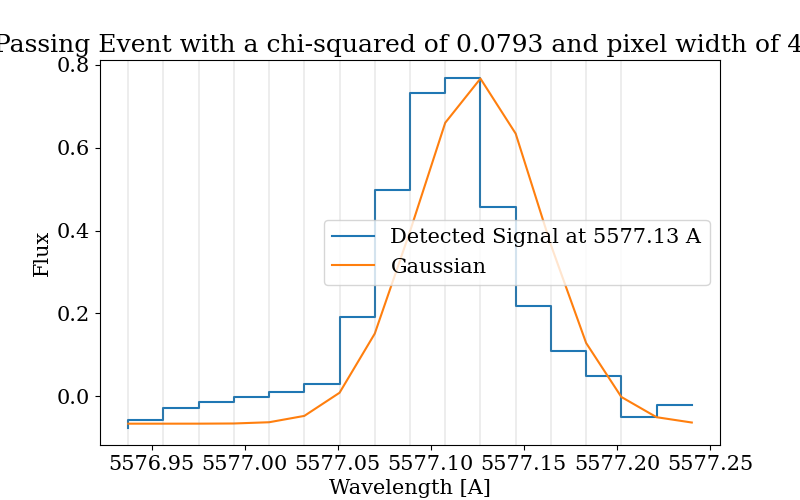 Passing Event with a chi-squared of 0.0793 and pixel width of 4
0.8
0.6
0.4
0.2
0.0
Flux
Detected Signal at 5577.13 A
Gaussian
5576.95 5577.00 5577.05 5577.10 5577.15 5577.20 5577.25
Wavelength [A]